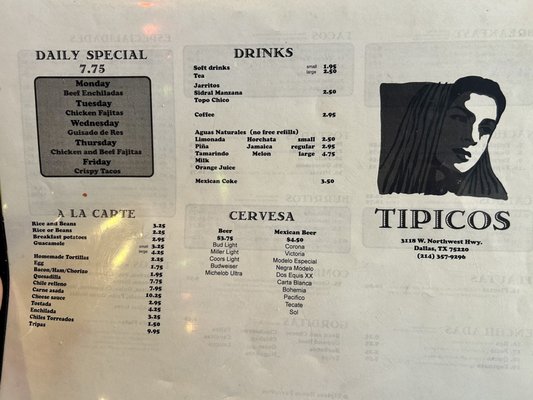 DAILY SPECIAL
7.75
Monday
Beef Enchiladas
Tuesday
Chicken Fajitas
Wednesday
Guisado de Res
Thursday
Chicken and Beef Fajitas
Friday
Crispy Tacos
A LA CARTE
Rice and Beans 3.25
Rice or Beans 2.25
Breakfast potatoes 2.95
Guacamole small 3.25
large 4.25
Homemade Tortillas 2.25
Egg 1.75
Bacon/Ham/Chorizo 1.95
Quesadilla 2.75
Chile relleno 7.75
Carne asada 7.95
Cheese sauce 10.25
Tostada 2.95
Enchilada 4.25
Chiles Torreados 3.25
Tripas 1.50
9.95
DRINKS
Soft drinks small 1.95
Tea large 2.50
Jarritos
Sidral Manzana 2.50
Topo Chico
Coffee 2.95
Aguas Naturales (no free refills)
Limonada Horchata small 2.50
Piña Jamaica regular 2.95
Tamarindo Melon large 4.75
Milk
Orange Juice
Mexican Coke 3.50
CERVESA
Beer
$3.75
Bud Light
Miller Light
Coors Light
Budweiser
Michelob Ultra
Mexican Beer
$4.50
Corona
Victoria
Modelo Especial
Negra Modelo
Dos Equis XX
Carta Blanca
Bohemia
Pacifico
Tecate
Sol
TIPICOS
3118 W. Northwest Hwy.
Dallas, TX 75220
(214) 357-9296